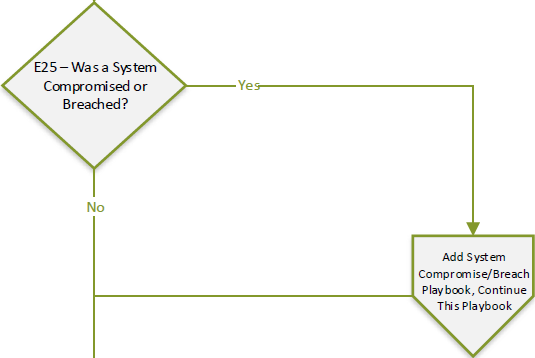 E25 – Was a System
Compromised or
Breached?
Yes
No
Add System
Compromise/Breach
Playbook, Continue
This Playbook